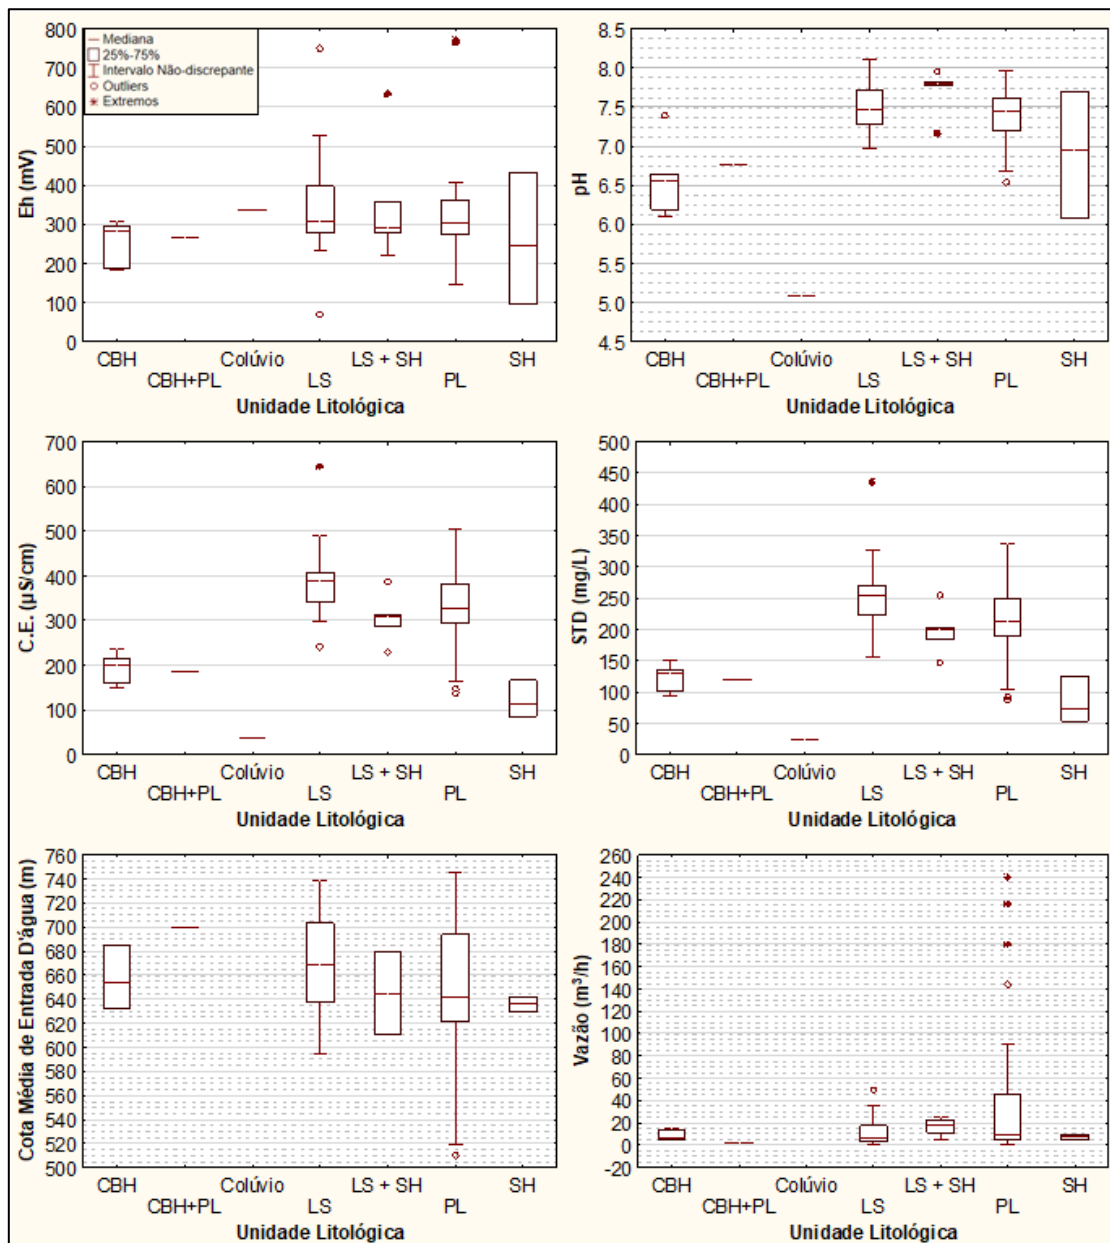 800
700
600
500
400
300
200
100
0
Eh (mV)
Mediana
25%-75%
Intervalo Não-discrepante
Outliers
Extremos
CBH
CBH+PL
Colúvio
LS
LS + SH
PL
SH
Unidade Litológica
8.5
8.0
7.5
7.0
6.5
6.0
5.5
5.0
4.5
pH
CBH
CBH+PL
Colúvio
LS
LS + SH
PL
SH
Unidade Litológica
700
600
500
400
300
200
100
0
C.E. (µS/cm)
CBH
CBH+PL
Colúvio
LS
LS + SH
PL
SH
Unidade Litológica
500
450
400
350
300
250
200
150
100
50
0
STD (mg/L)
CBH
CBH+PL
Colúvio
LS
LS + SH
PL
SH
Unidade Litológica
760
740
720
700
680
660
640
620
600
580
560
540
520
500
Cota Média de Entrada D'água (m)
CBH
CBH+PL
Colúvio
LS
LS + SH
PL
SH
Unidade Litológica
260
240
220
200
180
160
140
120
100
80
60
40
20
0
-20
Vazão (m³/h)
CBH
CBH+PL
Colúvio
LS
LS + SH
PL
SH
Unidade Litológica